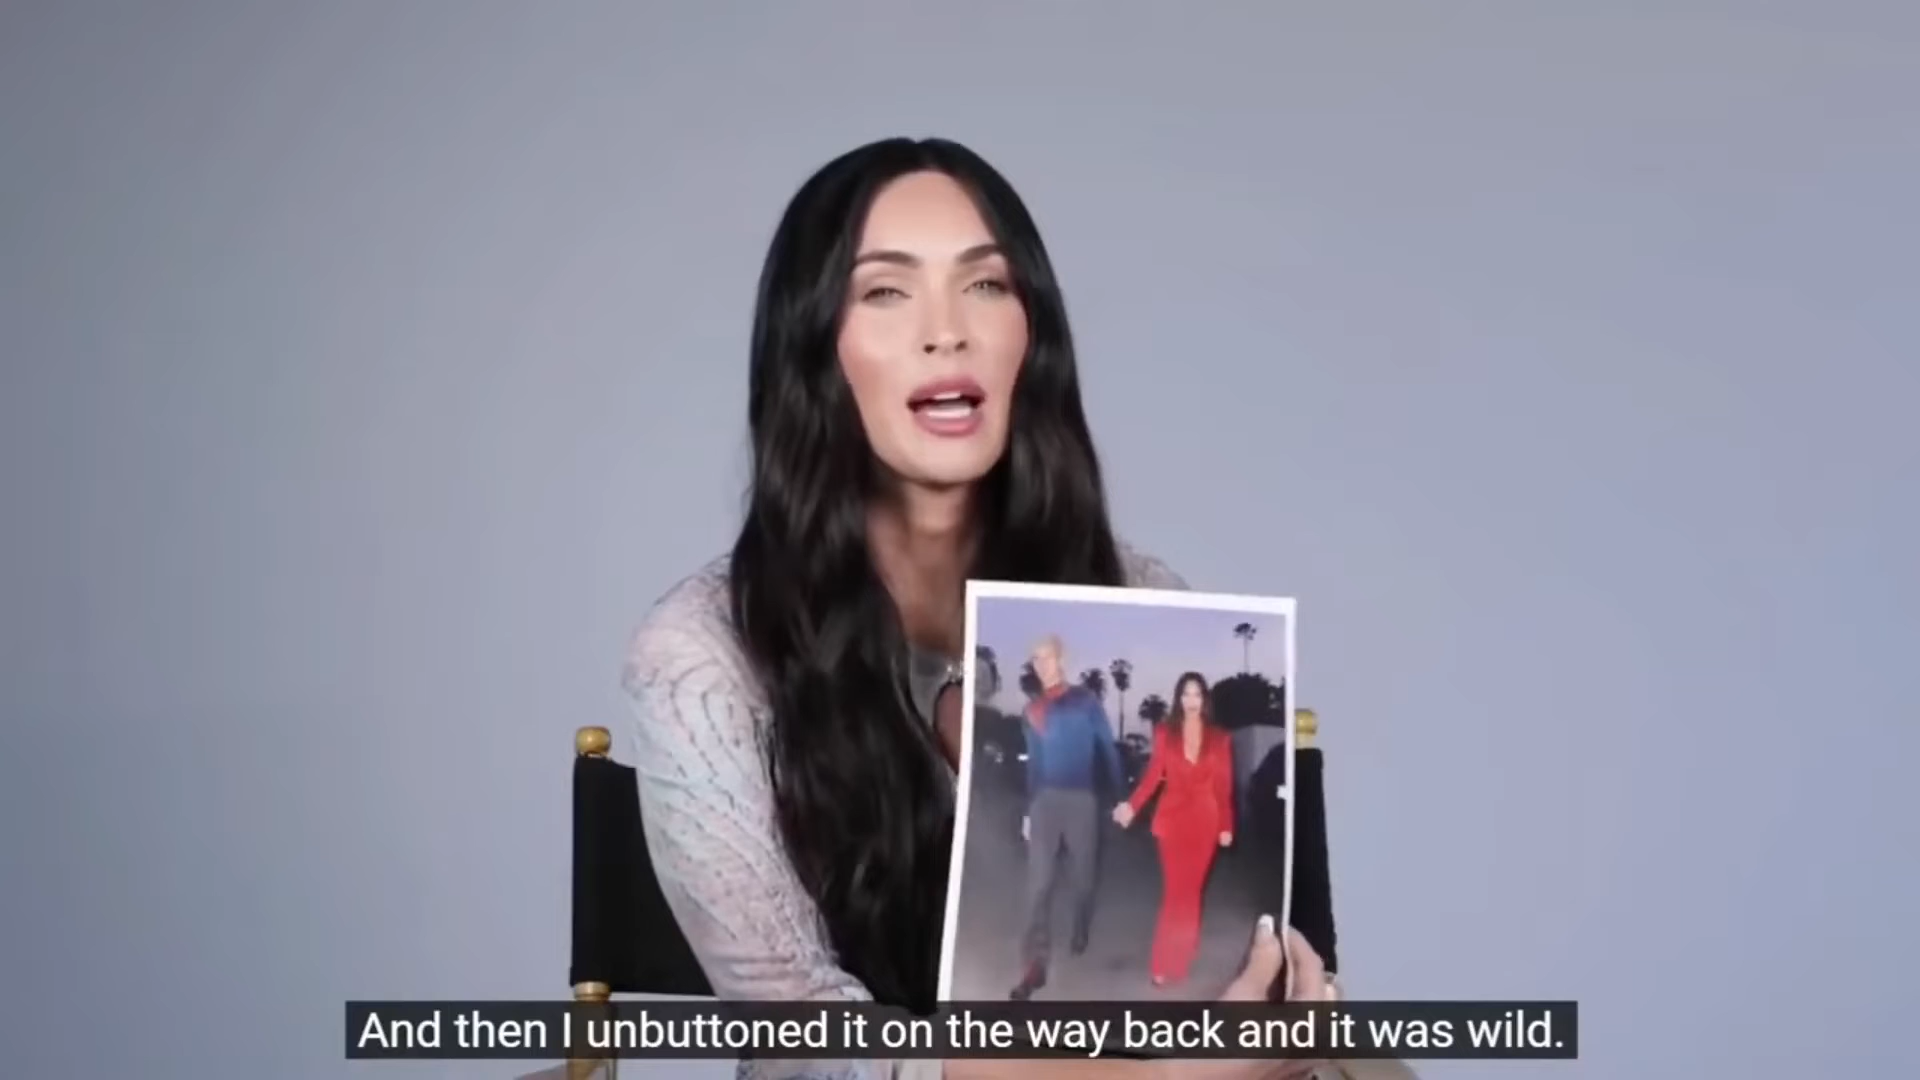 And then I unbuttoned it on the way back and it was wild.